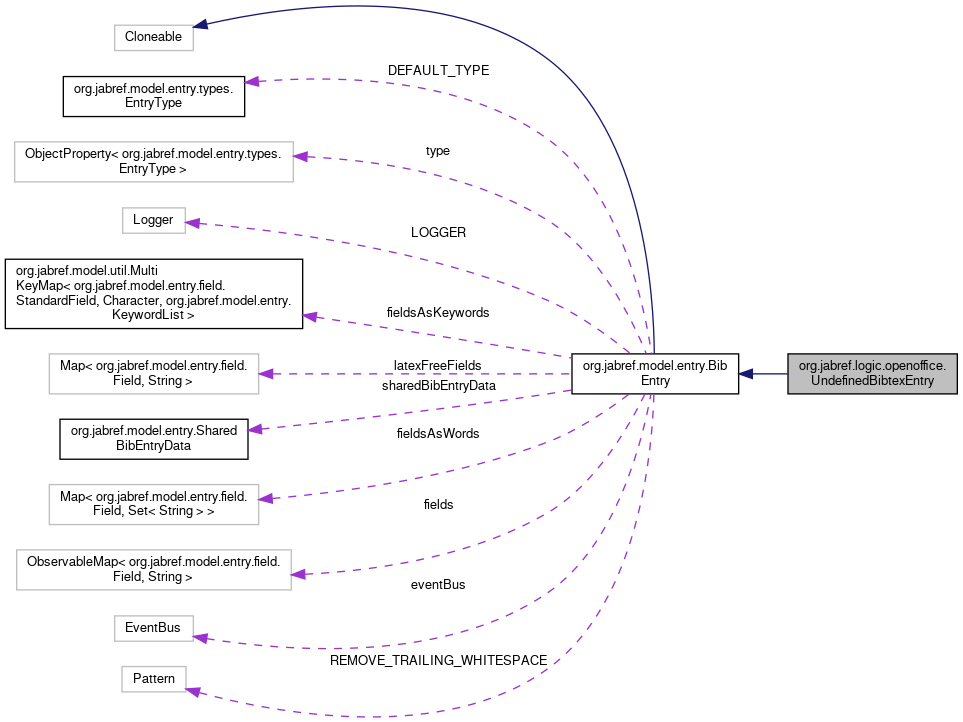 Cloneable
DEFAULT_TYPE
org.jabref.model.entry.types.
EntryType
type
ObjectProperty< org.jabref.model.entry.types.
EntryType >
Logger
LOGGER
org.jabref.model.util.Multi
KeyMap< org.jabref.model.entry.field.
StandardField, Character, org.jabref.model.entry.
KeywordList >
fieldsAsKeywords
Map< org.jabref.model.entry.field.
Field, String >
latexFreeFields
org.jabref.model.entry.Bib
Entry
org.jabref.logic.openoffice.
UndefinedBibtexEntry
sharedBibEntryData
org.jabref.model.entry.Shared
BibEntryData
fieldsAsWords
Map< org.jabref.model.entry.field.
Field, Set< String > >
fields
ObservableMap< org.jabref.model.entry.field.
Field, String >
eventBus
EventBus
REMOVE_TRAILING_WHITESPACE
Pattern